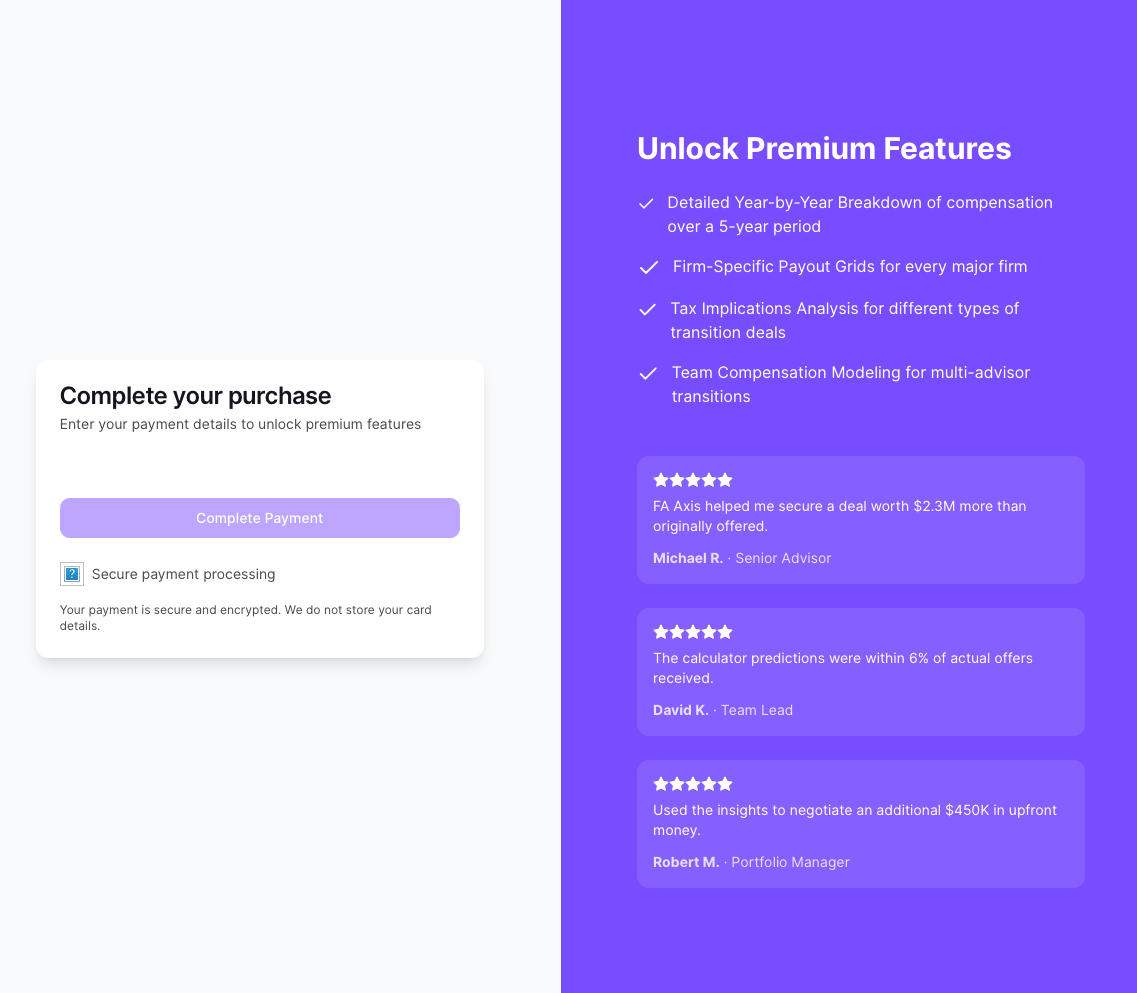 Complete your purchase
Enter your payment details to unlock premium features
Complete Payment
?
Secure payment processing
Your payment is secure and encrypted. We do not store your card
details.
Unlock Premium Features
Detailed Year-by-Year Breakdown of compensation
over a 5-year period
Firm-Specific Payout Grids for every major firm
Tax Implications Analysis for different types of
transition deals
Team Compensation Modeling for multi-advisor
transitions
FA Axis helped me secure a deal worth $2.3M more than
originally offered.
Michael R. · Senior Advisor
The calculator predictions were within 6% of actual offers
received.
David K. · Team Lead
Used the insights to negotiate an additional $450K in upfront
money.
Robert M. · Portfolio Manager